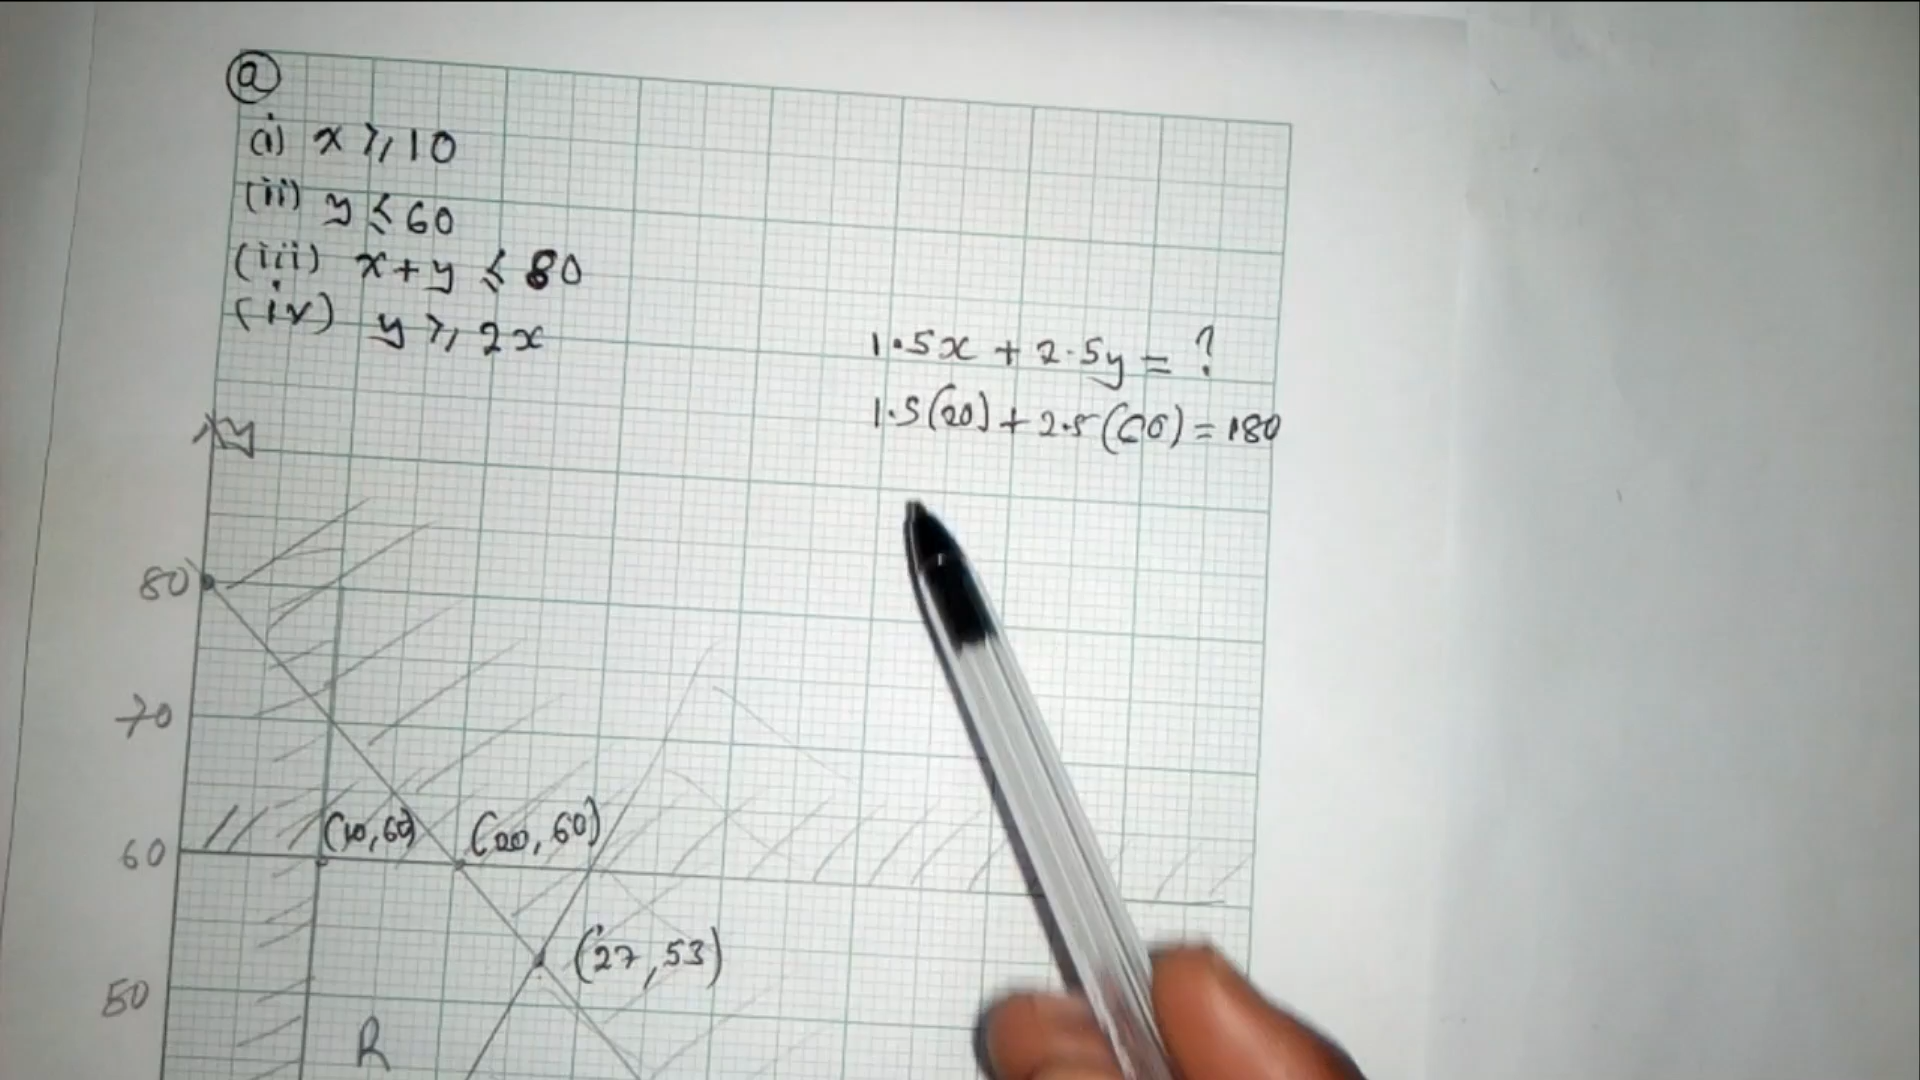 a
(i) x ⩾ 10
(ii) y ⩽ 60
(iii) x + y ⩽ 80
(iv) y ⩾ 2x
1.5x + 2.5y = ?
1.5(20) + 2.5(60) = 180
y
80
70
(10,60) (20,60)
60
(27,53)
50
R